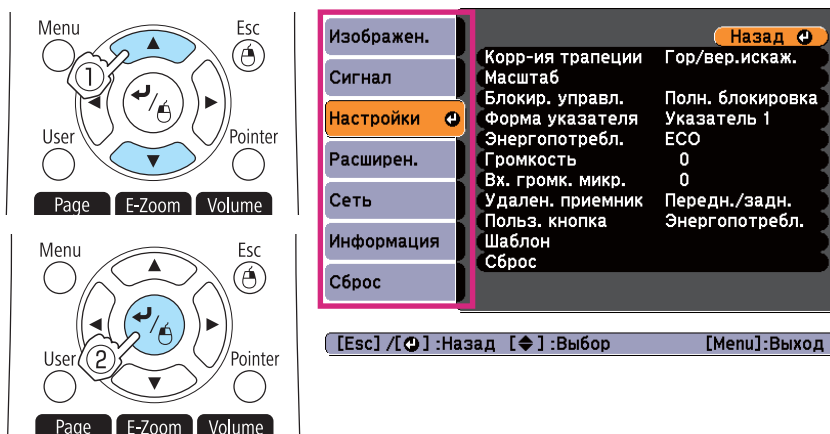 Menu
Esc
1
User
Pointer
Page E-Zoom Volume
Menu
Esc
User
2
Pointer
Page E-Zoom Volume
Изображен.
Сигнал
Настройки
Расширен.
Сеть
Информация
Сброс
Назад
Корр-ия трапеции Гор/вер.искаж.
Масштаб
Блокир. управл. Полн. блокировка
Форма указателя Указатель 1
Энергопотребл. ECO
Громкость 0
Вх. громк. микр. 0
Удален. приемник Передн./задн.
Польз. кнопка Энергопотребл.
Шаблон
Сброс
[Esc] /[⏎] :Назад [◆] :Выбор [Menu]:Выход